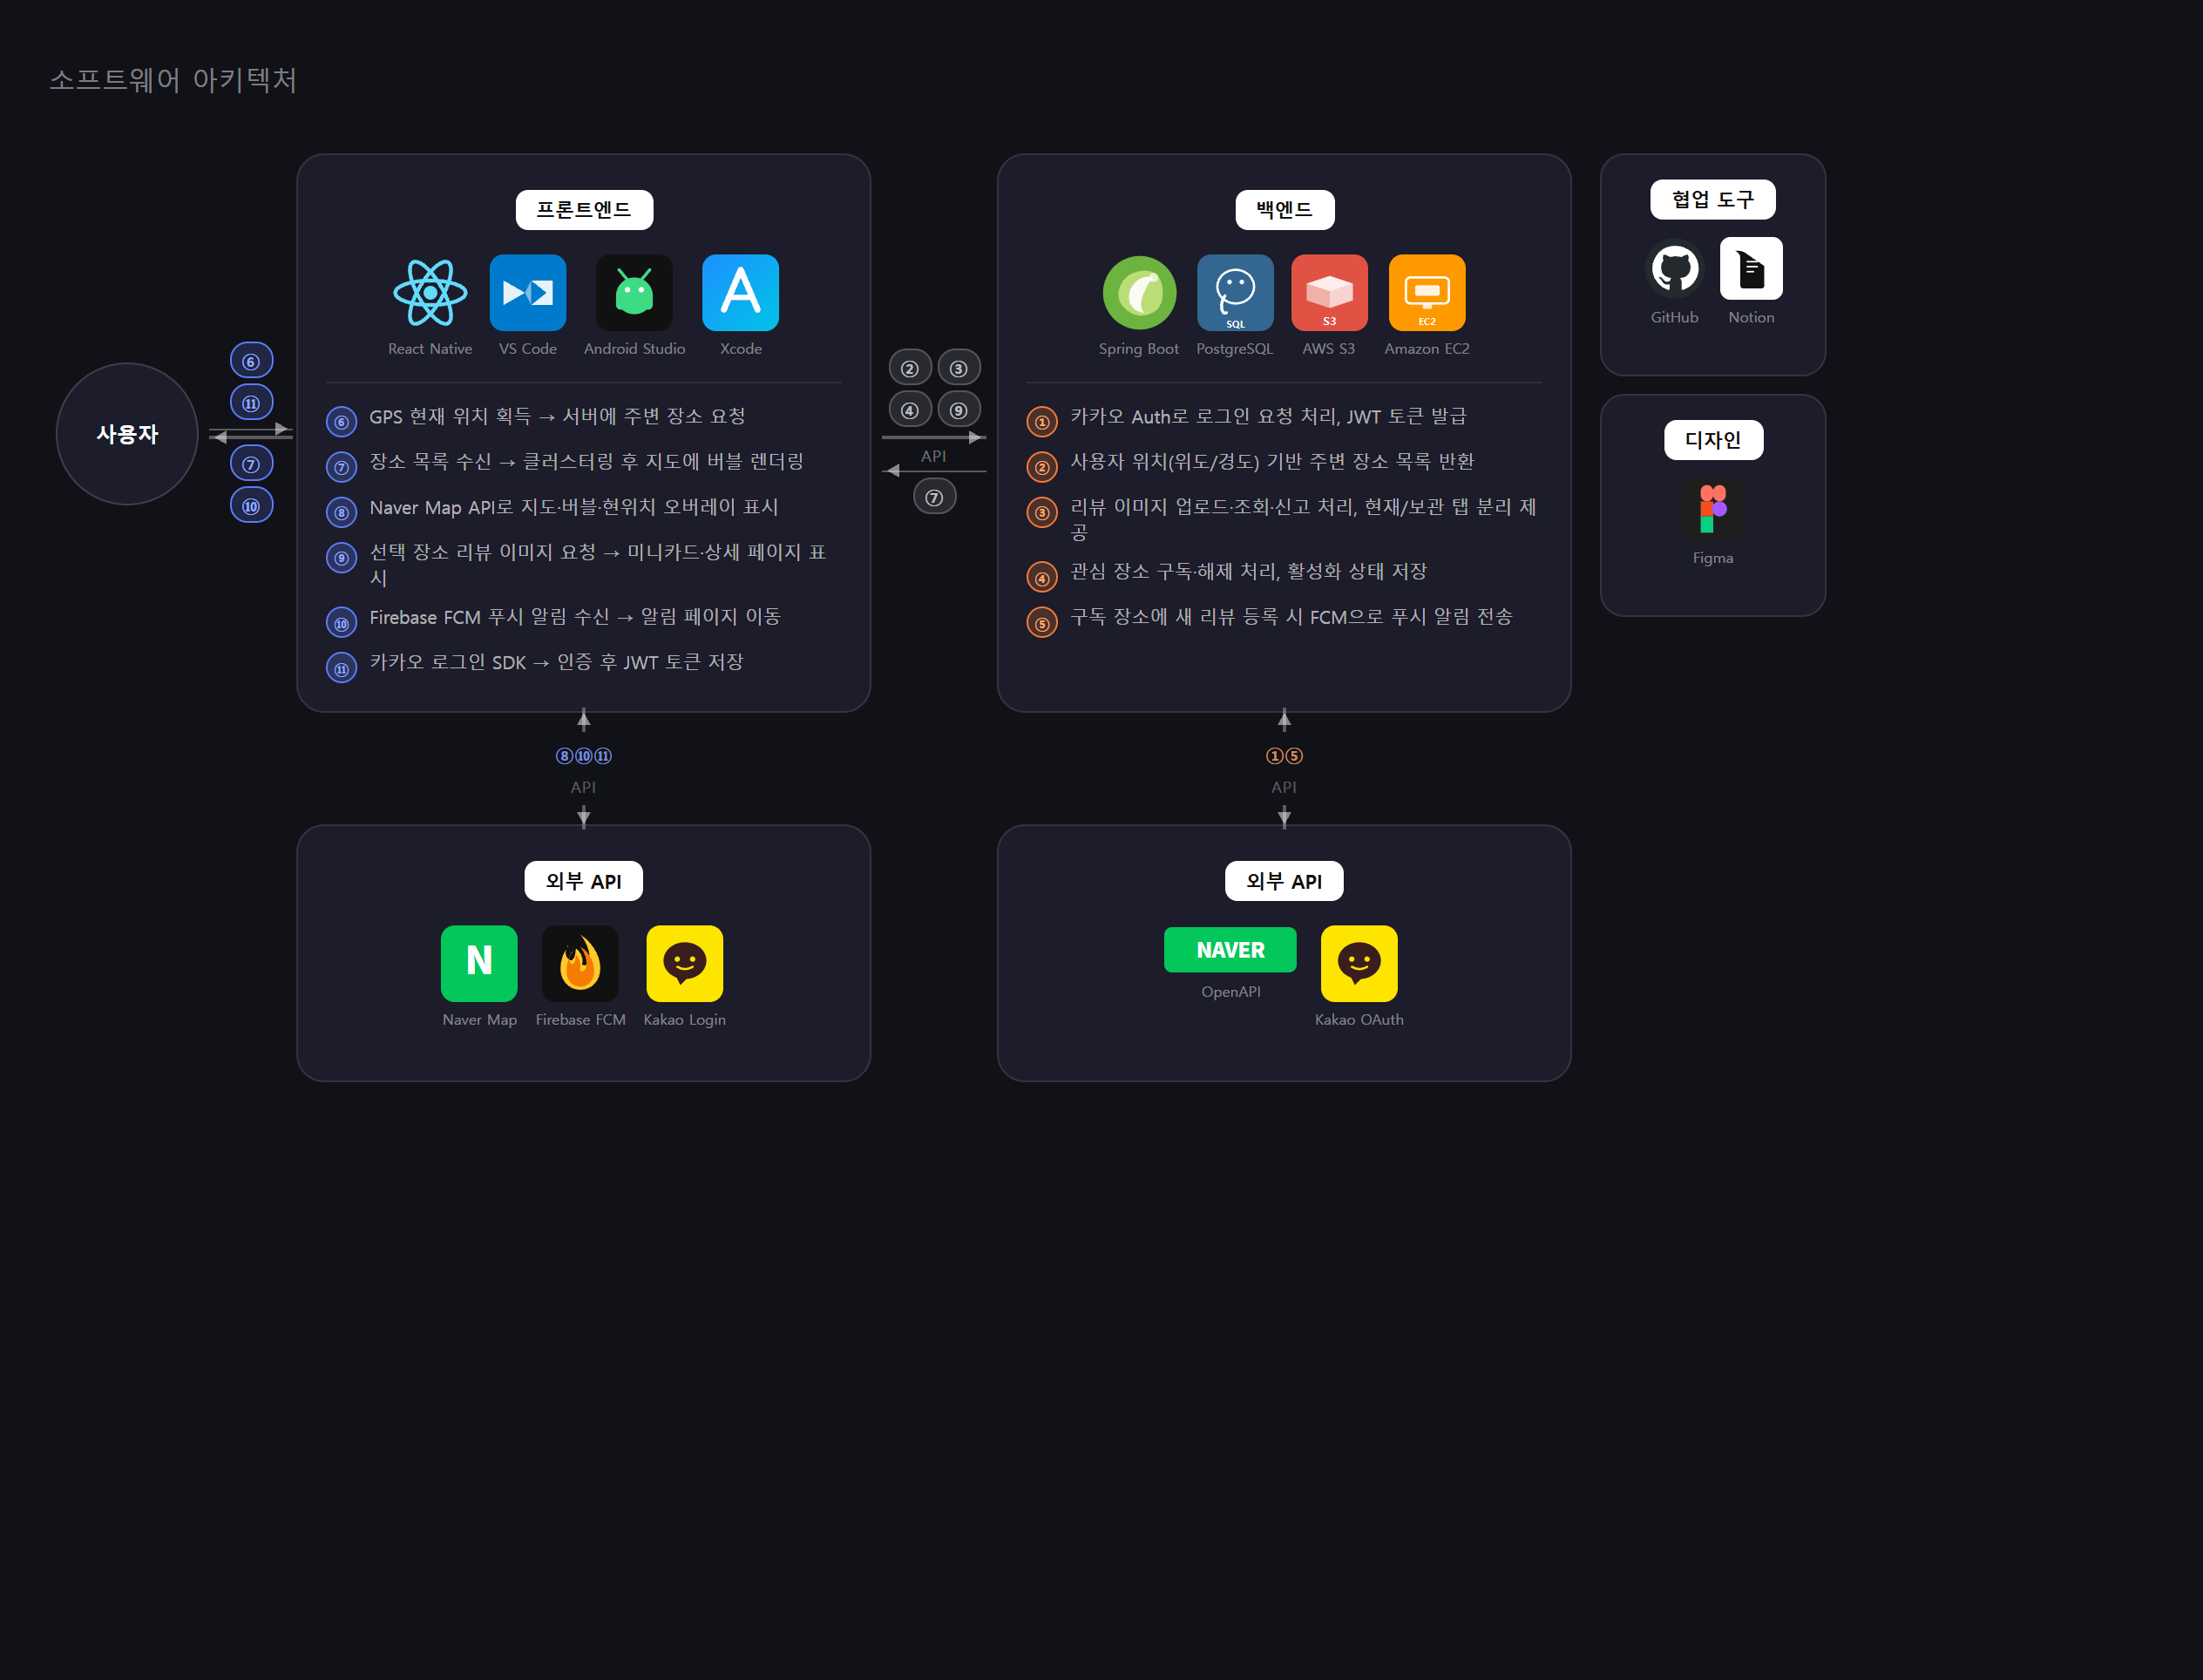 소프트웨어 아키텍처
사용자
⑥
⑪
⑦
⑩
프론트엔드
React Native
VS Code
Android Studio
Xcode
⑥ GPS 현재 위치 획득 → 서버에 주변 장소 요청
⑦ 장소 목록 수신 → 클러스터링 후 지도에 버블 렌더링
⑧ Naver Map API로 지도·버블·현위치 오버레이 표시
⑨ 선택 장소 리뷰 이미지 요청 → 미니카드·상세 페이지 표
시
⑩ Firebase FCM 푸시 알림 수신 → 알림 페이지 이동
⑪ 카카오 로그인 SDK → 인증 후 JWT 토큰 저장
② ③
④ ⑨
API
⑦
백엔드
SQL
S3
EC2
Spring Boot
PostgreSQL
AWS S3
Amazon EC2
① 카카오 Auth로 로그인 요청 처리, JWT 토큰 발급
② 사용자 위치(위도/경도) 기반 주변 장소 목록 반환
③ 리뷰 이미지 업로드·조회·신고 처리, 현재/보관 탭 분리 제
공
④ 관심 장소 구독·해제 처리, 활성화 상태 저장
⑤ 구독 장소에 새 리뷰 등록 시 FCM으로 푸시 알림 전송
협업 도구
GitHub
Notion
디자인
Figma
⑧⑩⑪
API
①⑤
API
외부 API
N
Naver Map
Firebase FCM
Kakao Login
외부 API
NAVER
OpenAPI
Kakao OAuth